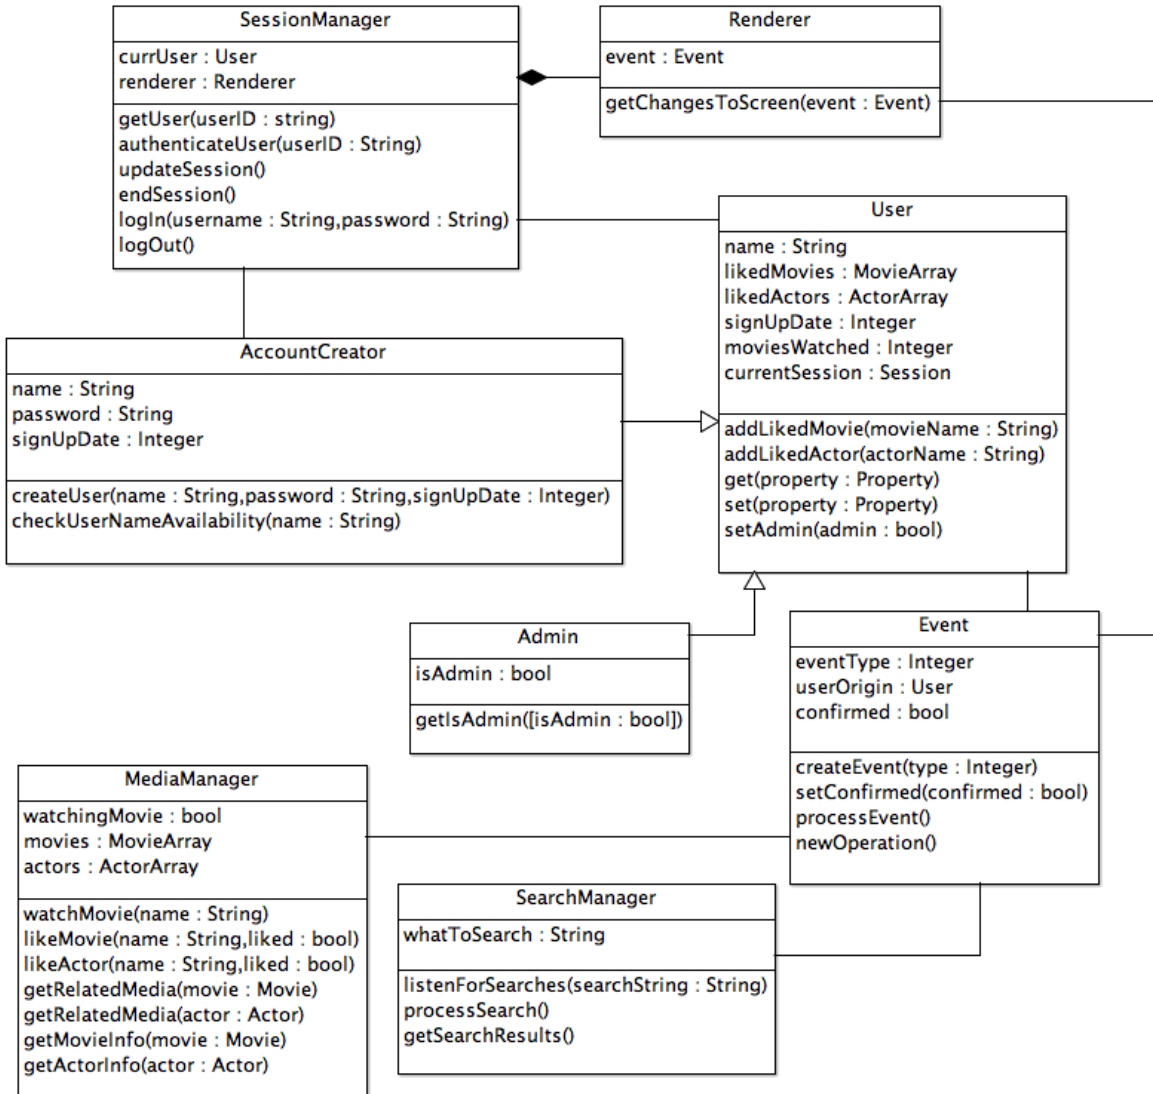 SessionManager
currUser : User
renderer : Renderer
getUser(userID : string)
authenticateUser(userID : String)
updateSession()
endSession()
logIn(username : String,password : String)
logOut()
Renderer
event : Event
getChangesToScreen(event : Event)
User
name : String
likedMovies : MovieArray
likedActors : ActorArray
signUpDate : Integer
moviesWatched : Integer
currentSession : Session
addLikedMovie(movieName : String)
addLikedActor(actorName : String)
get(property : Property)
set(property : Property)
setAdmin(admin : bool)
AccountCreator
name : String
password : String
signUpDate : Integer
createUser(name : String,password : String,signUpDate : Integer)
checkUserNameAvailability(name : String)
Admin
isAdmin : bool
getIsAdmin([isAdmin : bool])
Event
eventType : Integer
userOrigin : User
confirmed : bool
createEvent(type : Integer)
setConfirmed(confirmed : bool)
processEvent()
newOperation()
MediaManager
watchingMovie : bool
movies : MovieArray
actors : ActorArray
watchMovie(name : String)
likeMovie(name : String,liked : bool)
likeActor(name : String,liked : bool)
getRelatedMedia(movie : Movie)
getRelatedMedia(actor : Actor)
getMovieInfo(movie : Movie)
getActorInfo(actor : Actor)
SearchManager
whatToSearch : String
listenForSearches(searchString : String)
processSearch()
getSearchResults()